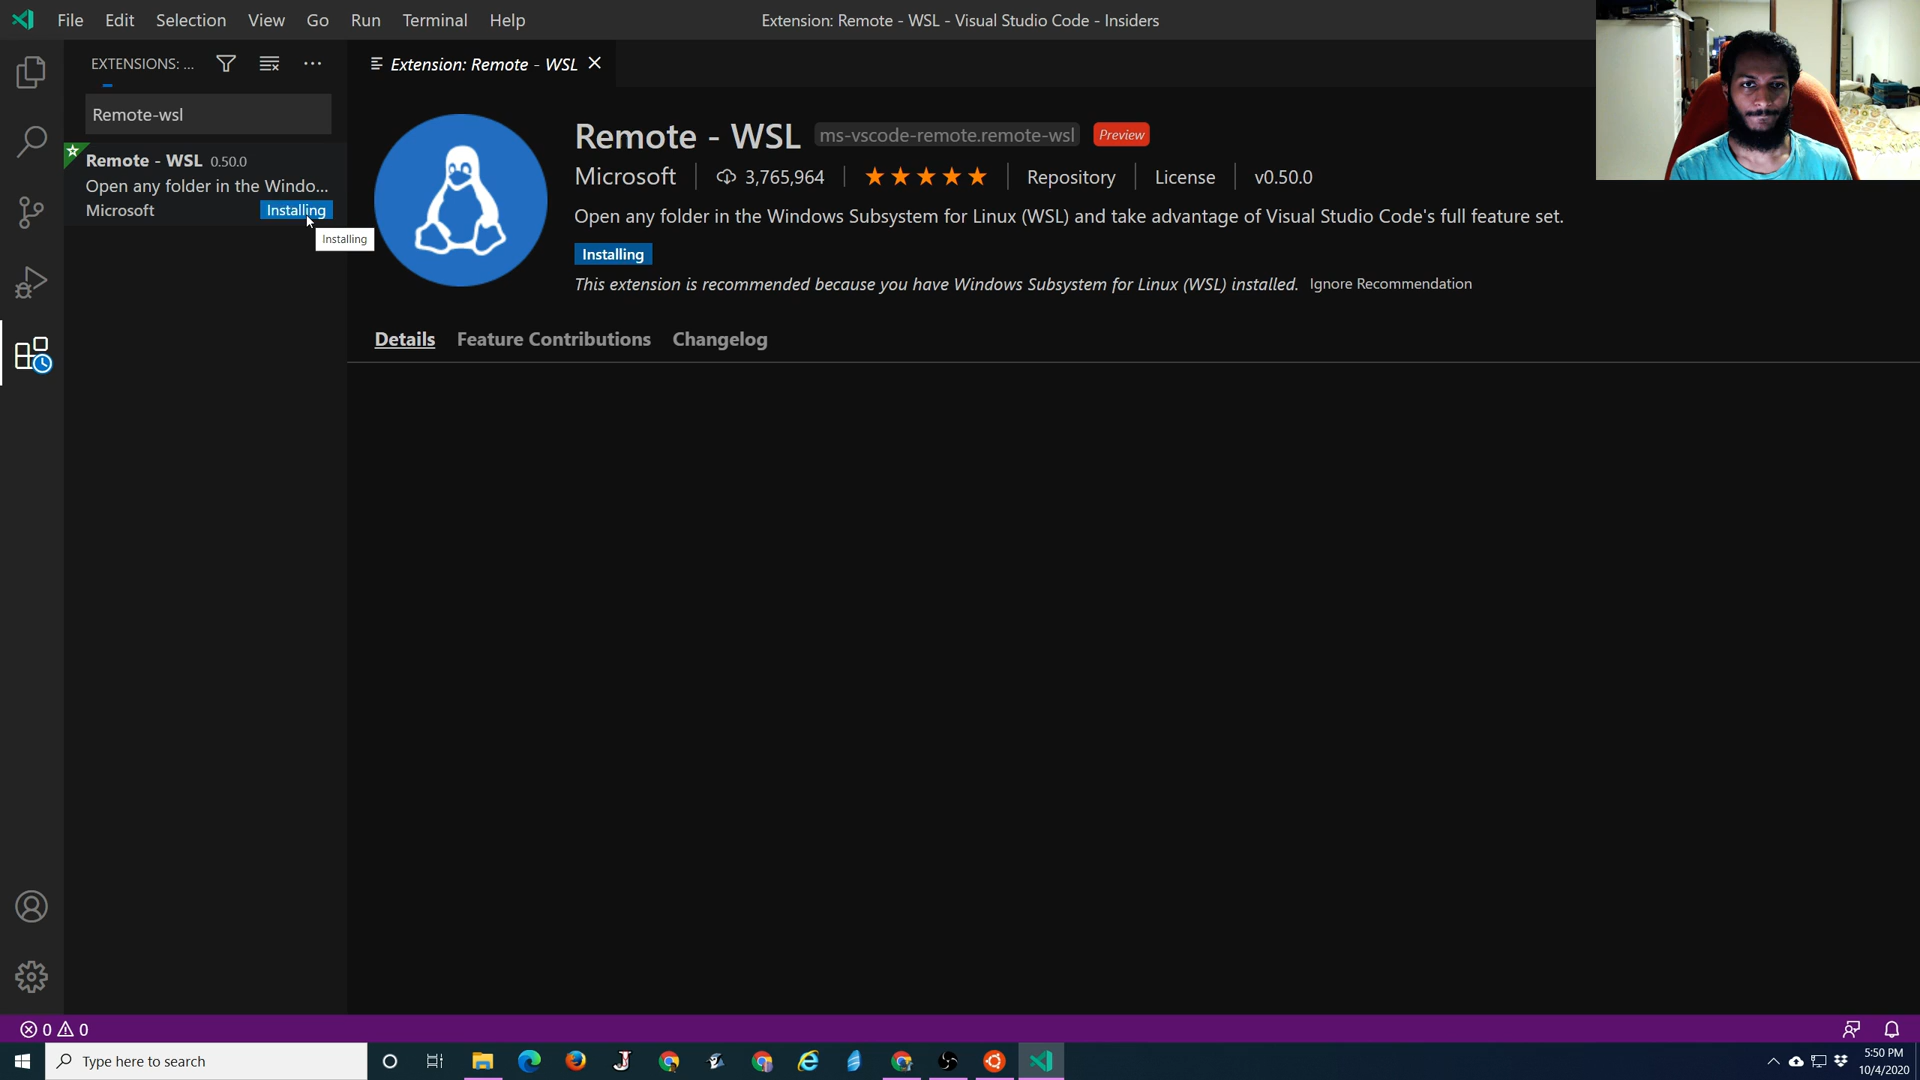 File Edit Selection View Go Run Terminal Help
Extension: Remote - WSL - Visual Studio Code - Insiders
EXTENSIONS: ...
Extension: Remote - WSL
Remote-wsl
Remote - WSL 0.50.0
Open any folder in the Windo...
Microsoft Installing
Installing
Remote - WSL ms-vscode-remote.remote-wsl Preview
Microsoft 3,765,964 Repository License v0.50.0
Open any folder in the Windows Subsystem for Linux (WSL) and take advantage of Visual Studio Code's full feature set.
Installing
This extension is recommended because you have Windows Subsystem for Linux (WSL) installed. Ignore Recommendation
Details Feature Contributions Changelog
0 0
Type here to search
5:50 PM
10/4/2020